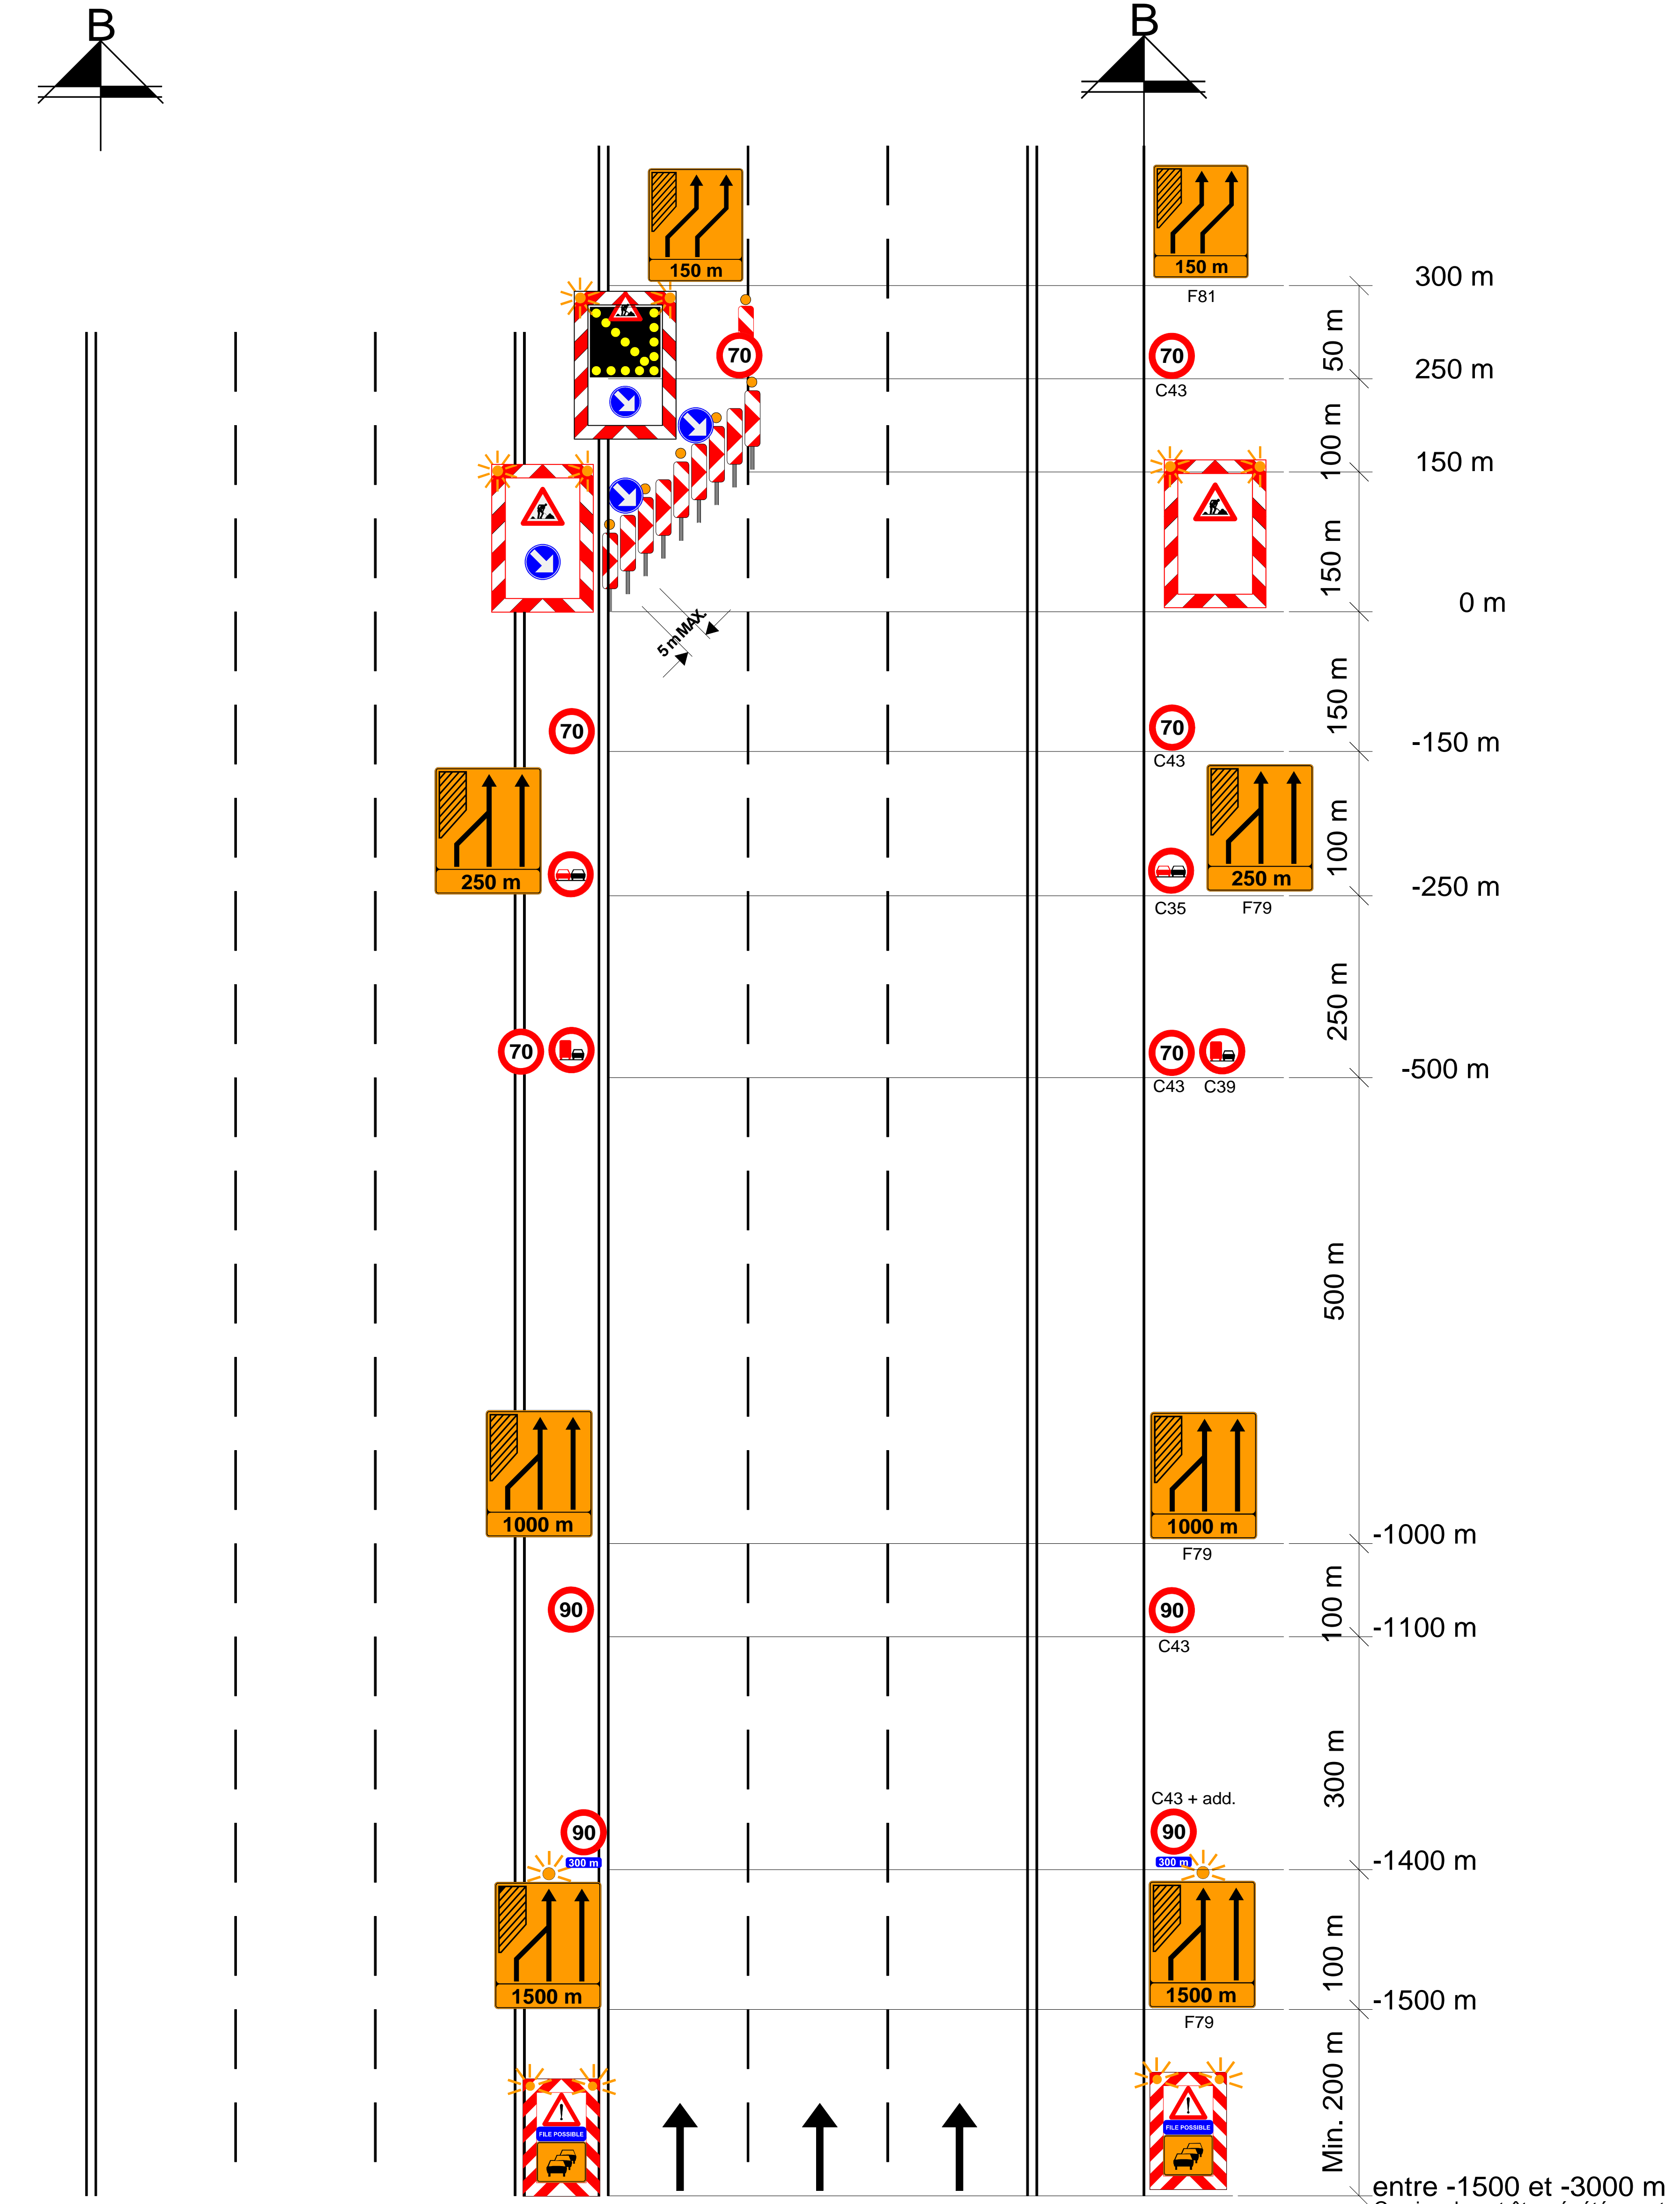 B
B
150 m
150 m
300 m
F81
50 m
70
70
250 m
C43
100 m
150 m
150 m
0 m
5 m MAX.
150 m
70
70
-150 m
C43
100 m
250 m
250 m
-250 m
C35
F79
250 m
70
70
-500 m
C43
C39
500 m
1000 m
1000 m
-1000 m
F79
100 m
90
90
-1100 m
C43
300 m
C43 + add.
90
90
300 m
300 m
-1400 m
100 m
1500 m
1500 m
-1500 m
F79
Min. 200 m
!
!
FILE POSSIBLE
FILE POSSIBLE
entre -1500 et -3000 m